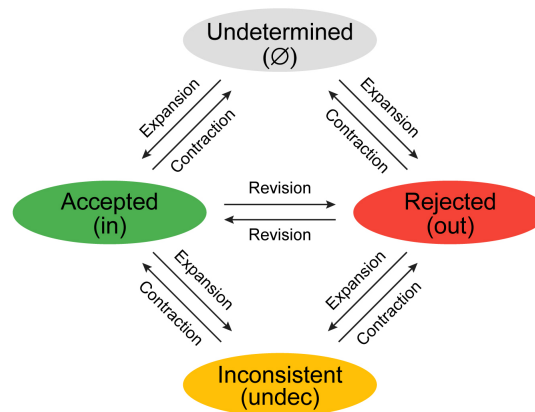 Undetermined
(∅)
Expansion
Contraction
Expansion
Contraction
Accepted
(in)
Revision
Revision
Rejected
(out)
Expansion
Contraction
Expansion
Contraction
Inconsistent
(undec)